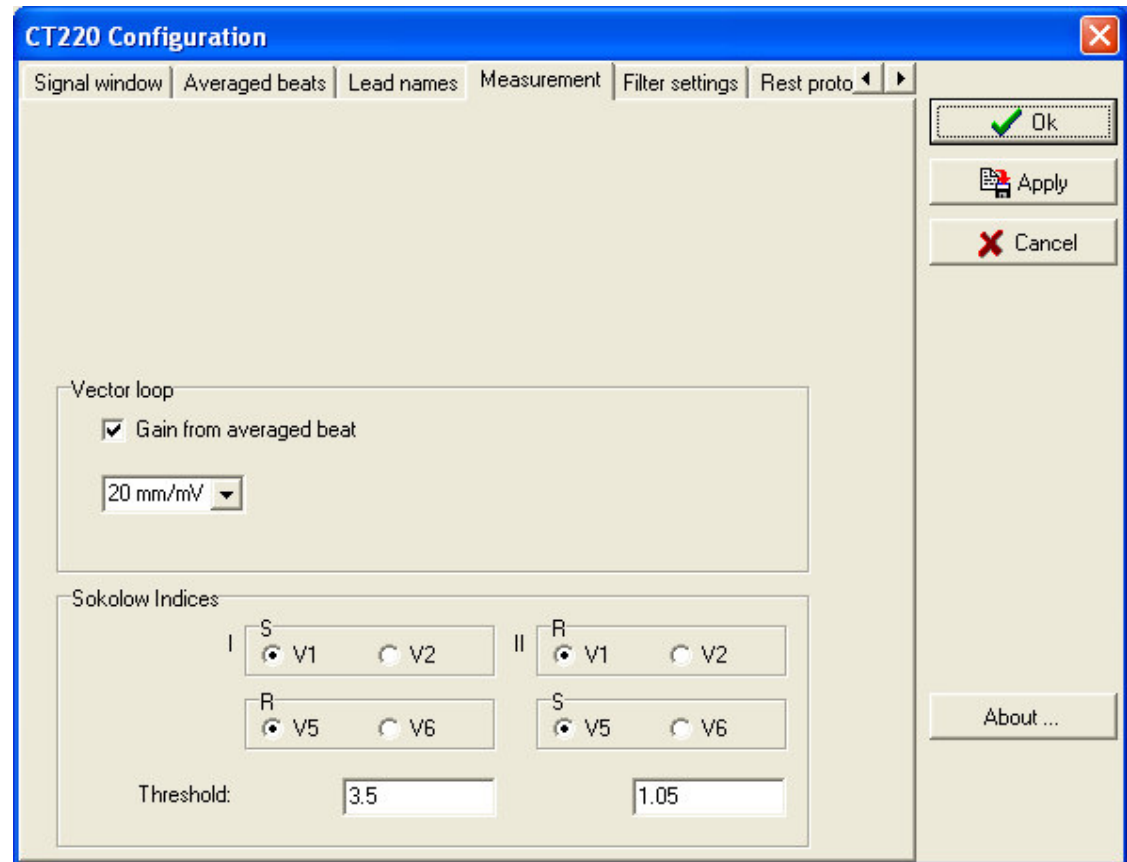 CT220 Configuration
Signal window Averaged beats Lead names Measurement Filter settings Rest proto
Ok
Apply
Cancel
Vector loop
Gain from averaged beat
20 mm/mV
Sokolow Indices
I S II R
V1 V2 V1 V2
R S
V5 V6 V5 V6
About ...
Threshold: 3.5 1.05